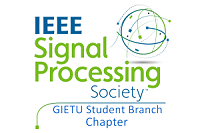 IEEE
Signal
Processing
Society
GIETU Student Branch
Chapter